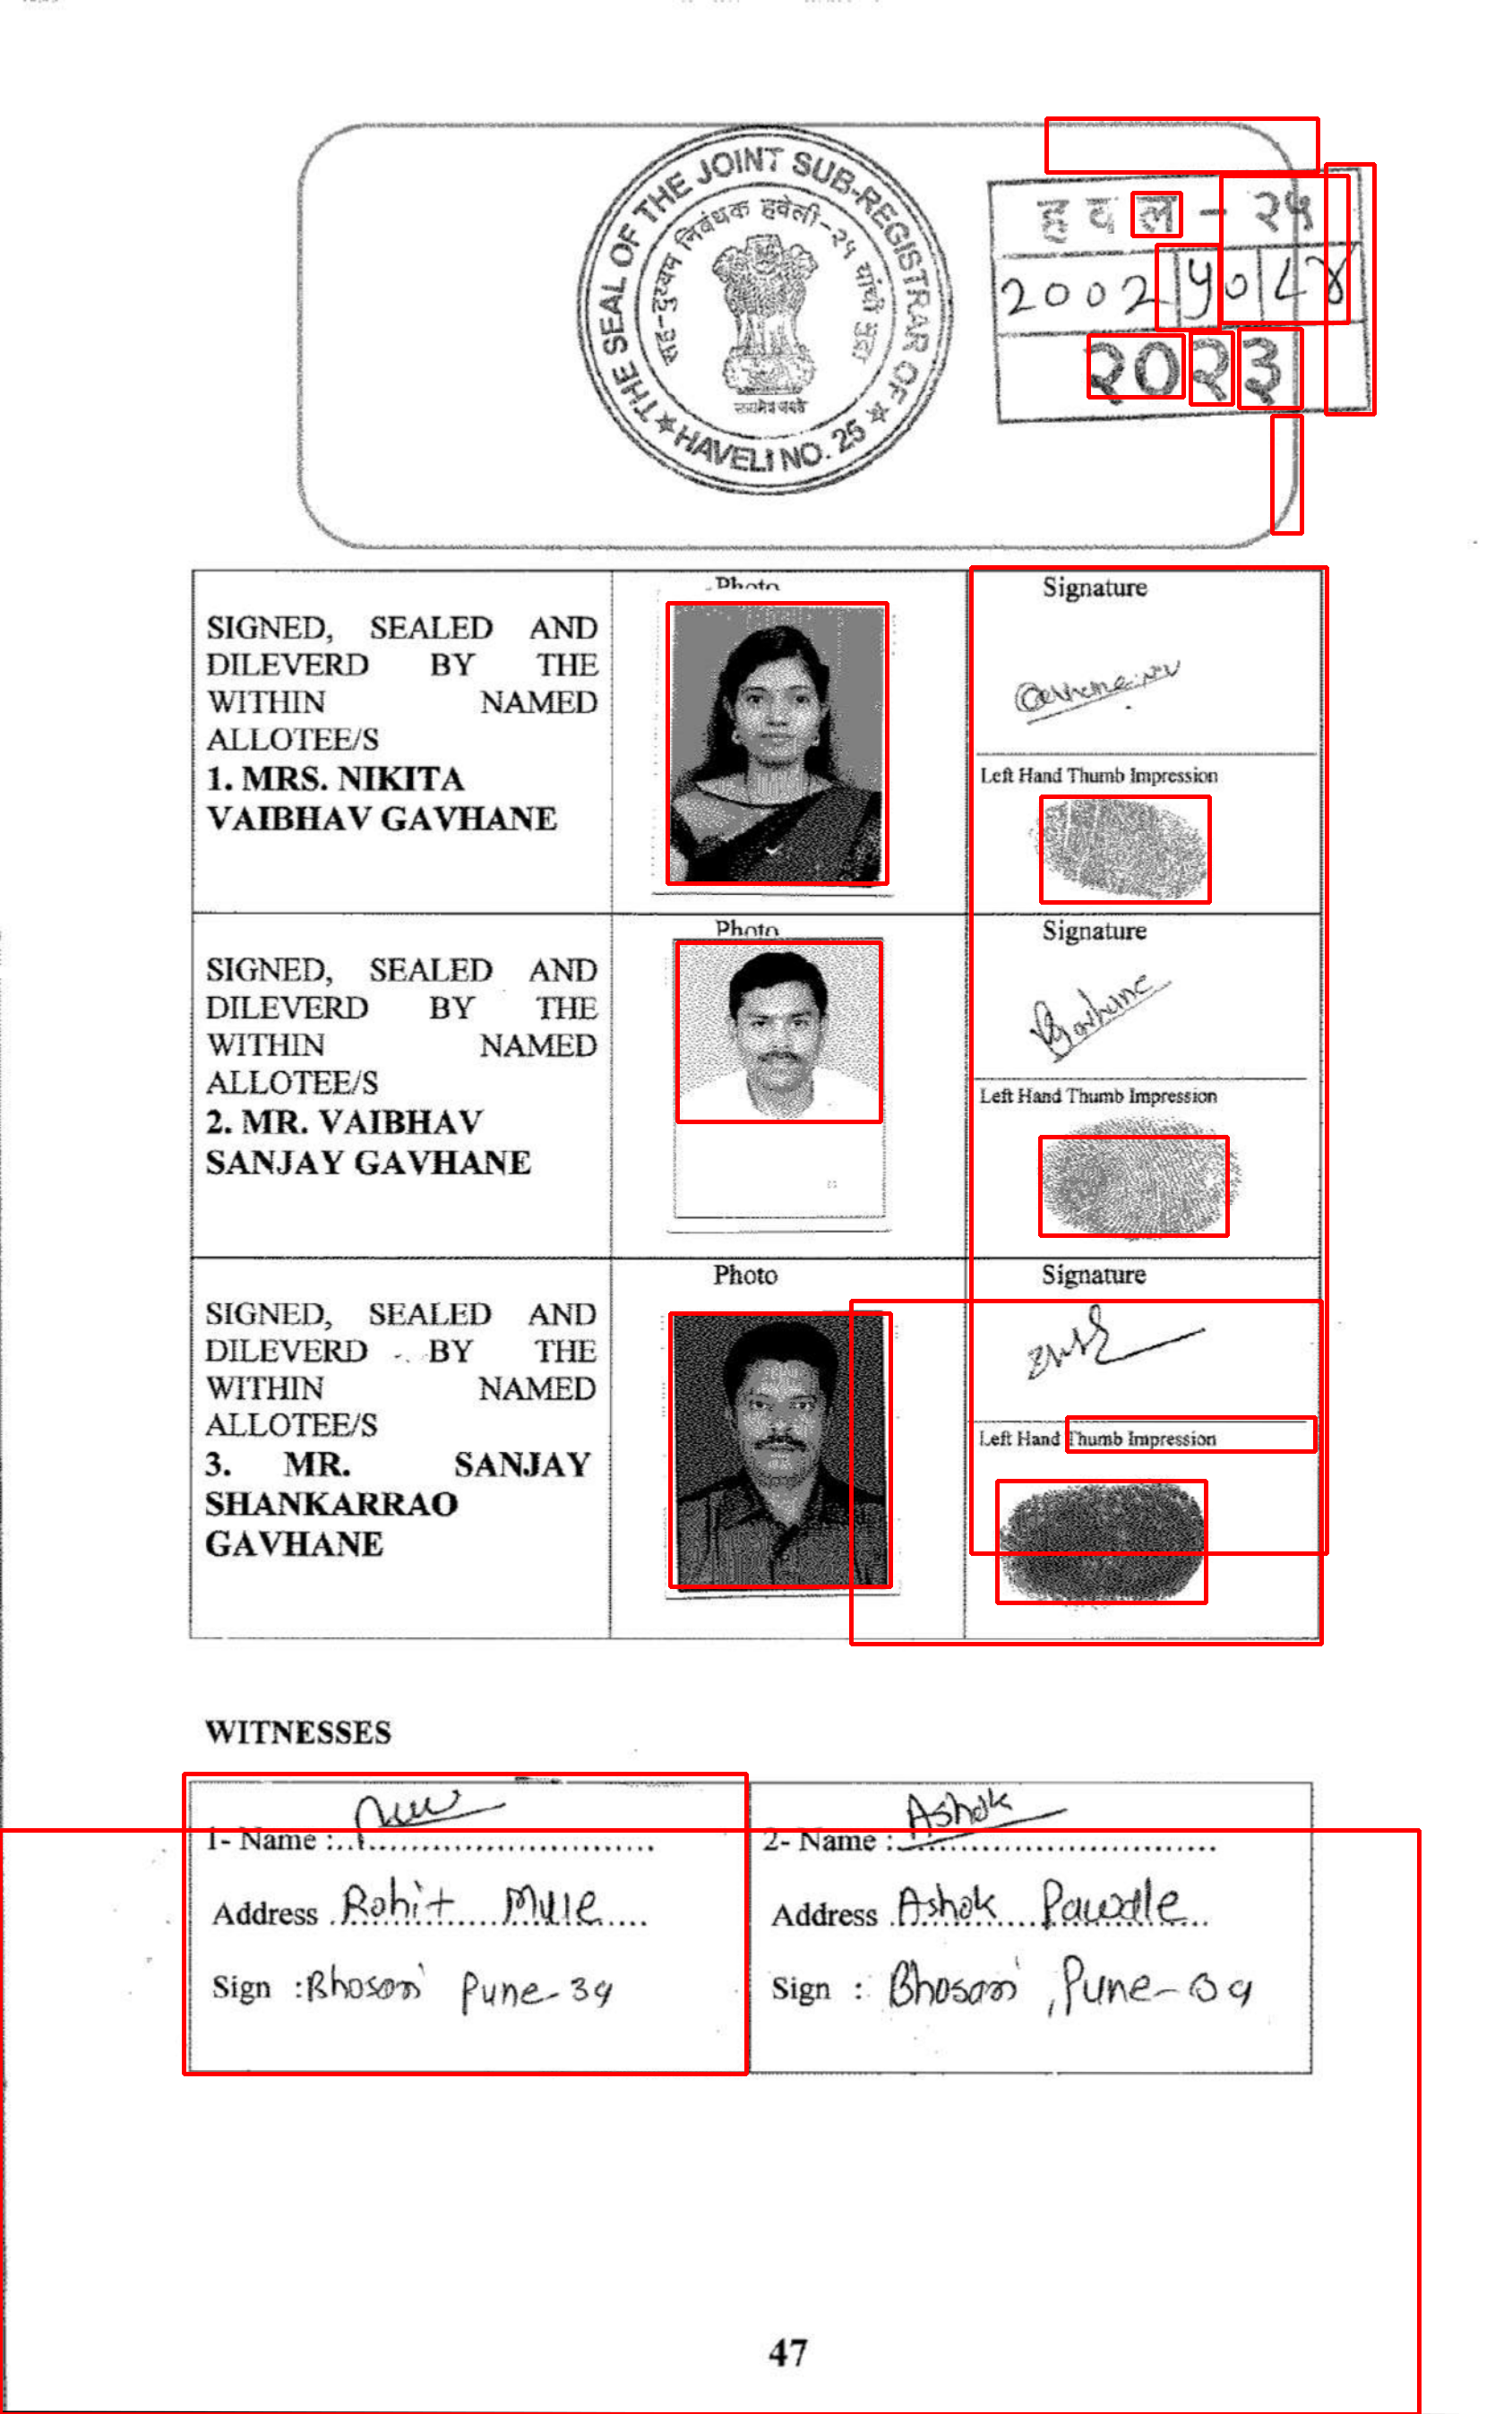 THE SEAL OF THE JOINT SUB-REGISTRAR OF
HAVELI NO. 25
सह-दुय्यम निबंधक हवेली-२५ यांची मुद्रा
सत्यमेव जयते
हवल - २५
2002
२०२३
Photo
Signature
SIGNED, SEALED AND
DILEVERD BY THE
WITHIN NAMED
ALLOTEE/S
1. MRS. NIKITA
VAIBHAV GAVHANE
Left Hand Thumb Impression
Photo
Signature
SIGNED, SEALED AND
DILEVERD BY THE
WITHIN NAMED
ALLOTEE/S
2. MR. VAIBHAV
SANJAY GAVHANE
Gavhane
Left Hand Thumb Impression
Photo
Signature
SIGNED, SEALED AND
DILEVERD BY THE
WITHIN NAMED
ALLOTEE/S
3. MR. SANJAY
SHANKARRAO
GAVHANE
Left Hand Thumb Impression
WITNESSES
1- Name :
Address Rohit Mule
Sign : Bhosari Pune-39
2- Name : Ashok
Address Ashok
Sign : Bhosari, Pune-
47